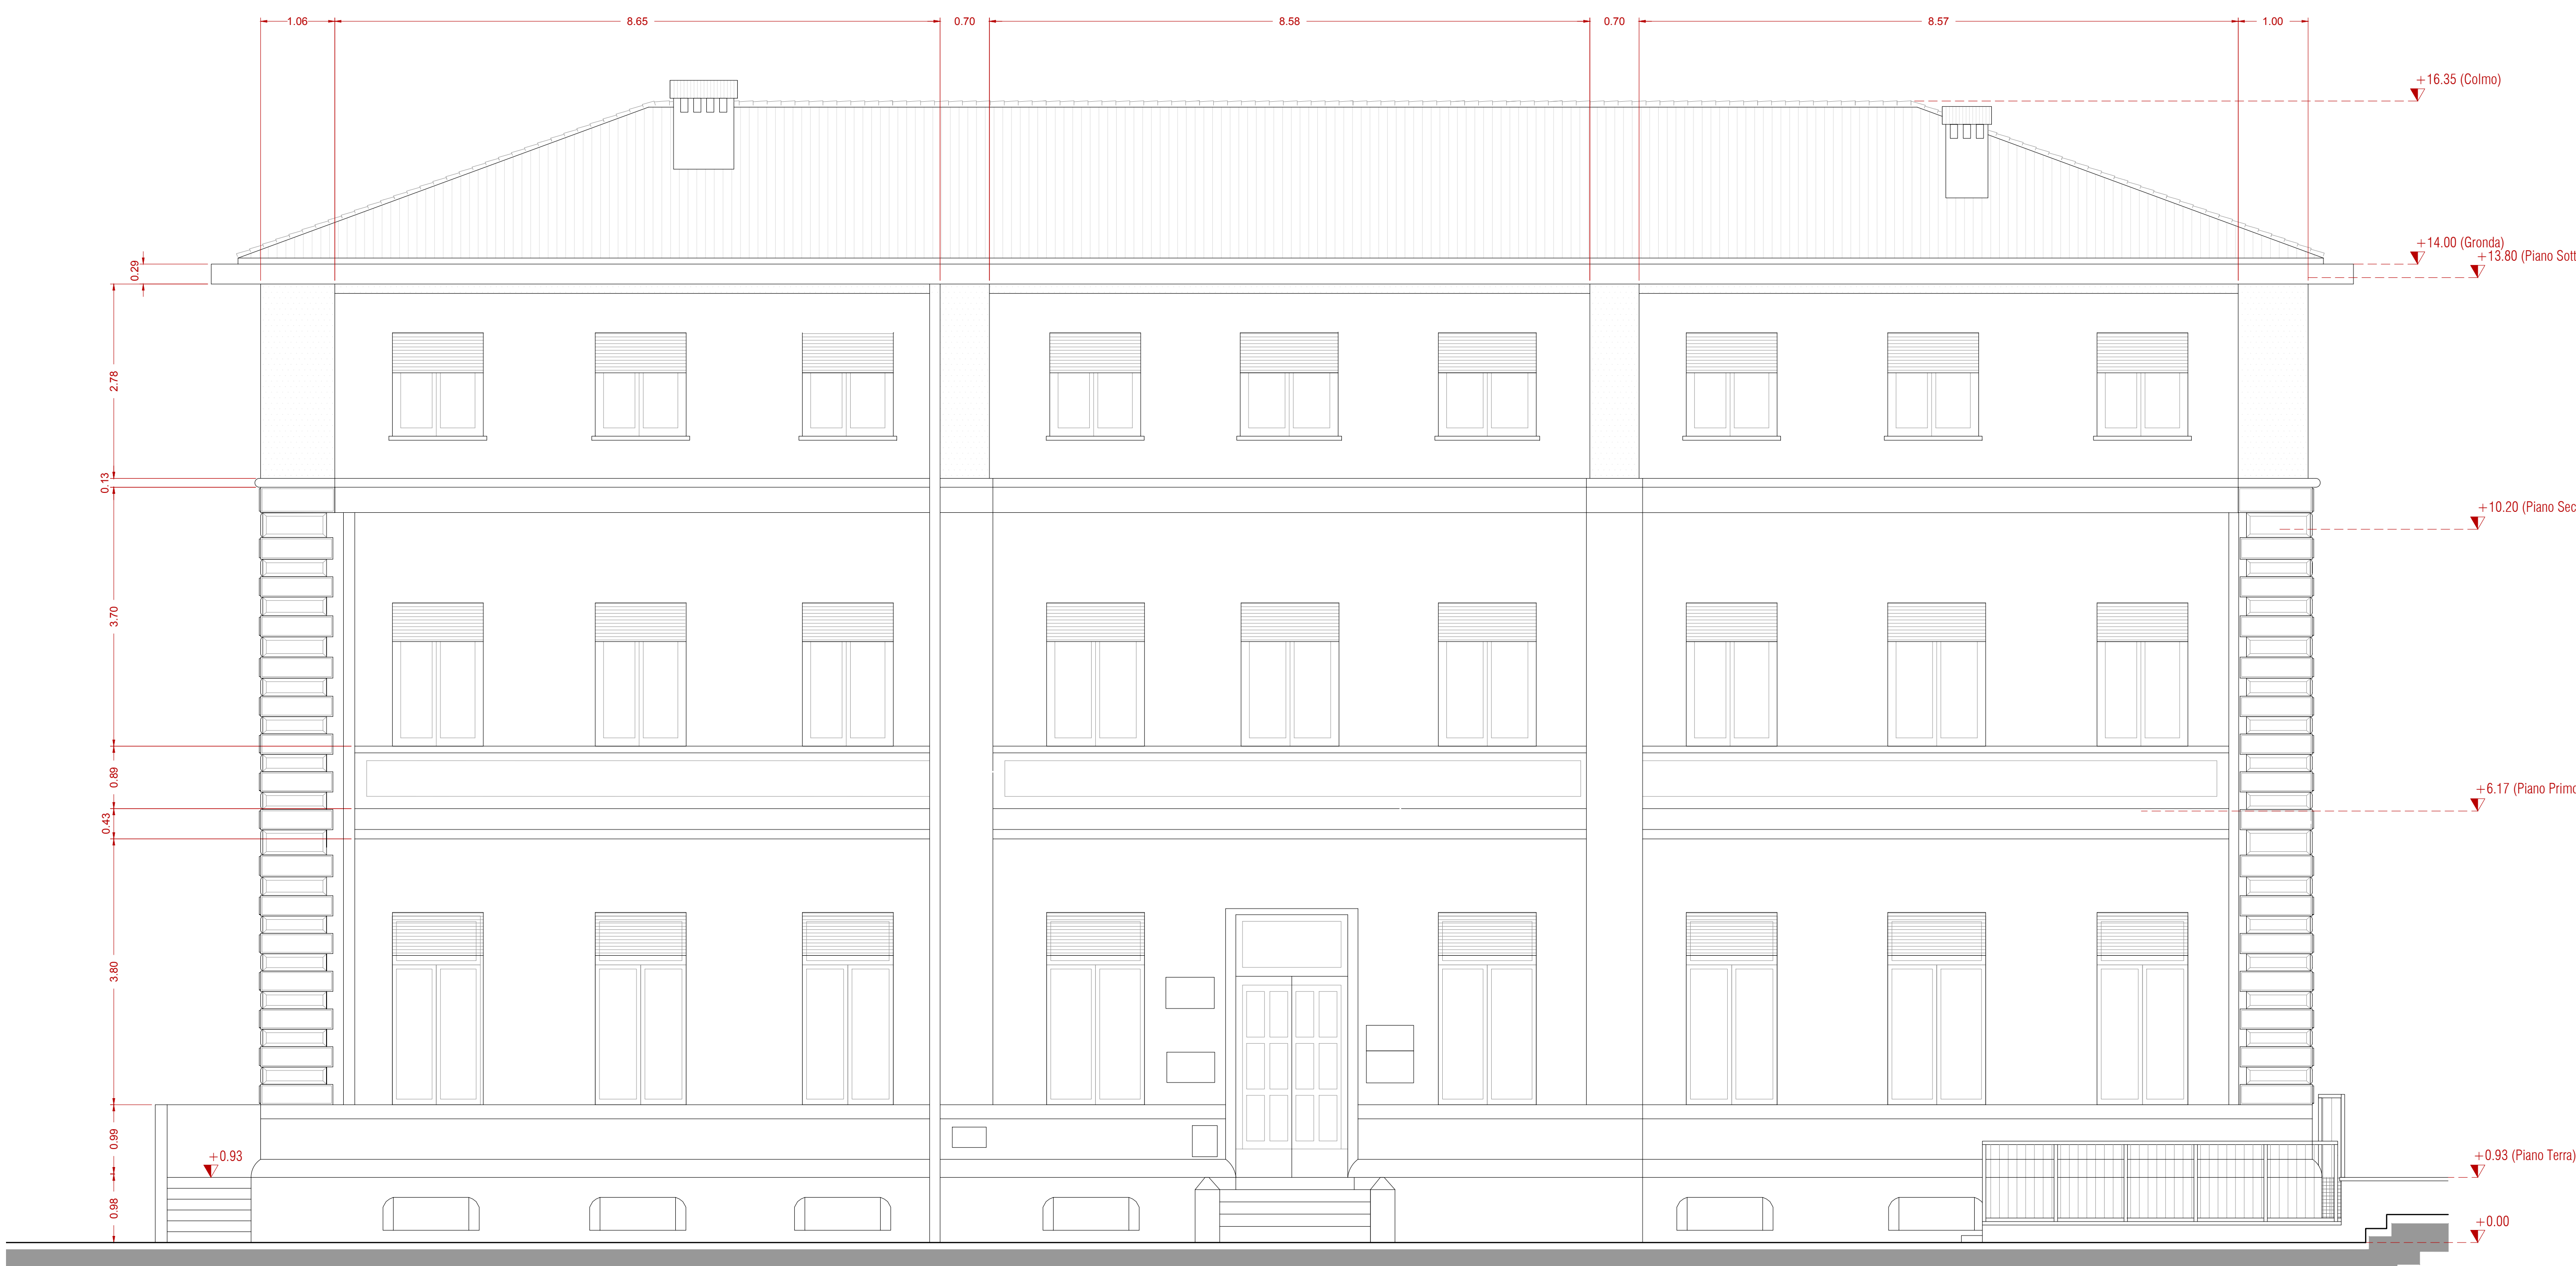 1.06 8.65 0.70 8.58 0.70 8.57 1.00
+16.35 (Colmo)
+14.00 (Gronda)
+13.80 (Piano Sott
0.29
2.78
0.13
+10.20 (Piano Sec
3.70
+6.17 (Piano Primo
0.89
0.43
3.80
0.99
+0.93
+0.93 (Piano Terra)
0.98
+0.00